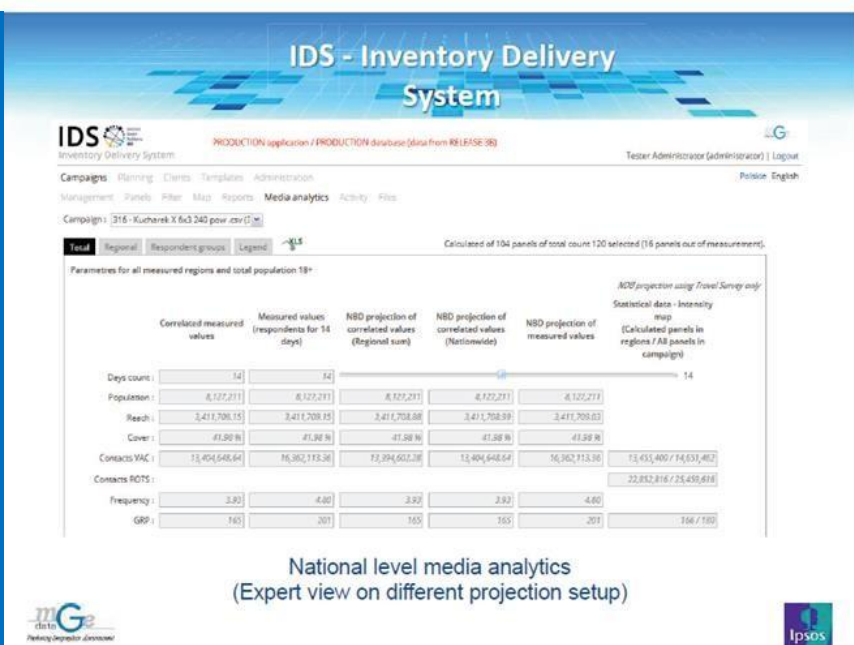 IDS - Inventory Delivery
System
IDS
Inventory Delivery System
PRODUCTION application / PRODUCTION database (data from RELEASE 3B)
G
Tester Administrator (administrator) | Logout
Campaigns Planning Clients Templates Administration
Polskie English
Management Panels Filter Map Reports Media analytics Activity Files
Campaign : 316 - Kucharek X 6x3 240 powr .csv
Total Regional Respondent groups Legend XLS
Calculated of 104 panels of total count 120 selected (16 panels out of measurement).
Parametres for all measured regions and total population 18+
NDB projection using Travel Survey only
Correlated measured values
Measured values (respondents for 14 days)
NBD projection of correlated values (Regional sum)
NBD projection of correlated values (Nationwide)
NBD projection of measured values
Statistical data - Intensity map (Calculated panels in regions / All panels in campaign)
Days count : 14 14 14
Population : 8,127,211 8,127,211 8,127,211 8,127,211 8,127,211
Reach : 3,411,709.15 3,411,709.15 3,411,708.88 3,411,708.99 3,411,709.03
Cover : 41.98 % 41.98 % 41.98 % 41.98 % 41.98 %
Contacts VAC : 13,404,648.64 16,362,113.36 13,394,602.28 13,404,648.64 16,362,113.36 13,455,400 / 14,651,462
Contacts ROTS : 22,852,816 / 25,459,616
Frequency : 3.93 4.80 3.93 3.93 4.80
GRP : 165 201 165 165 201 166 / 180
National level media analytics
(Expert view on different projection setup)
data
Ipsos